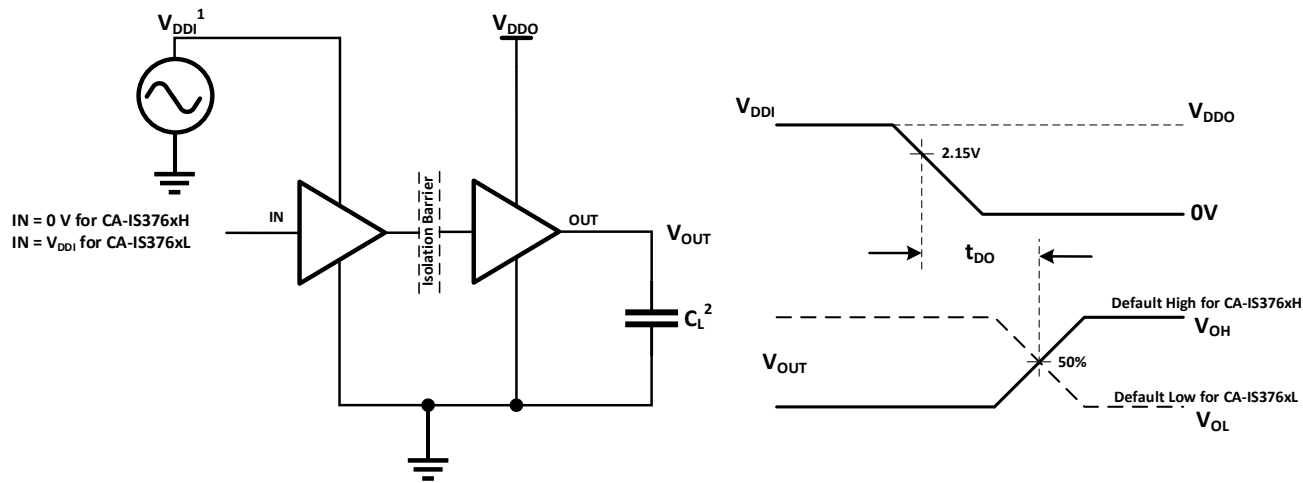 VDDI1
VDDO
IN = 0 V for CA-IS376xH
IN = VDDI for CA-IS376xL
IN
Isolation Barrier
OUT
VOUT
CL2
VDDI
VDDO
2.15V
0V
tDO
Default High for CA-IS376xH
VOH
VOUT
50%
Default Low for CA-IS376xL
VOL